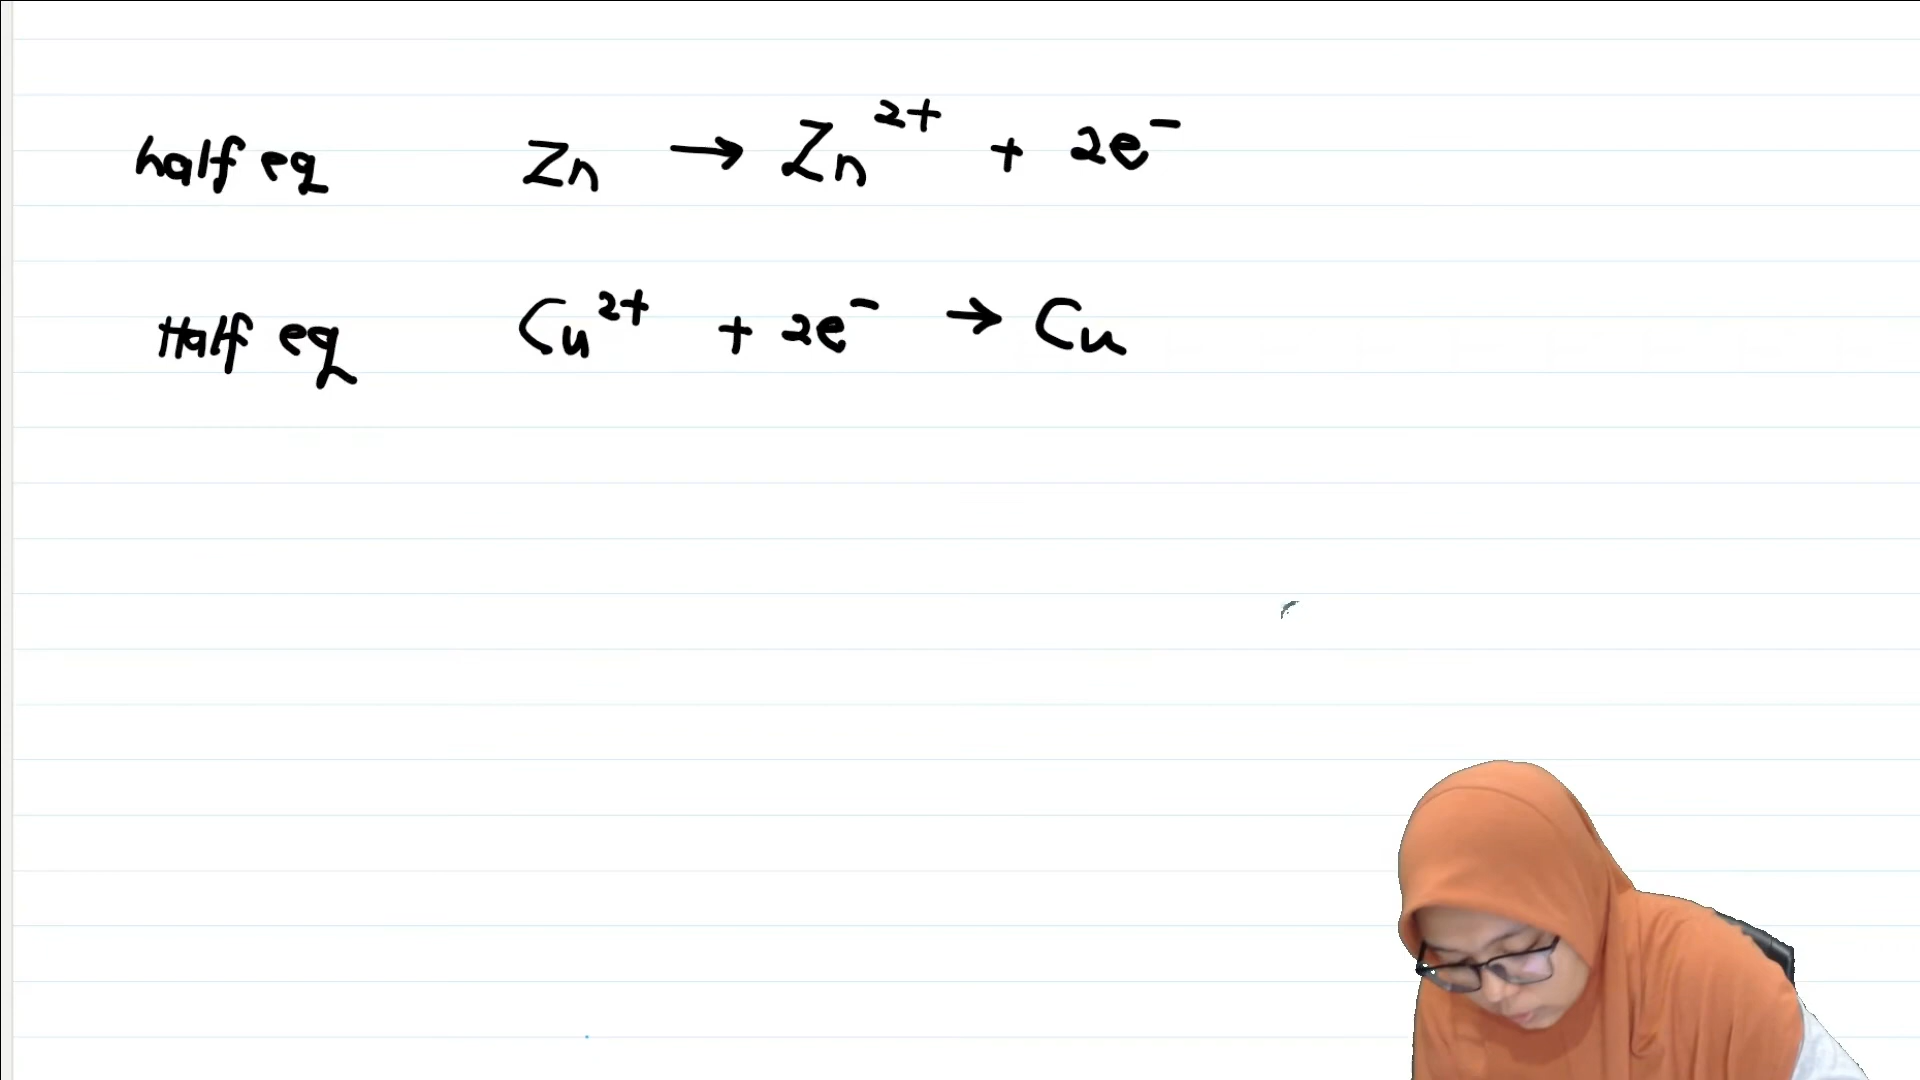 half eq Zn → Zn²⁺ + 2e⁻
Half eq Cu²⁺ + 2e⁻ → Cu